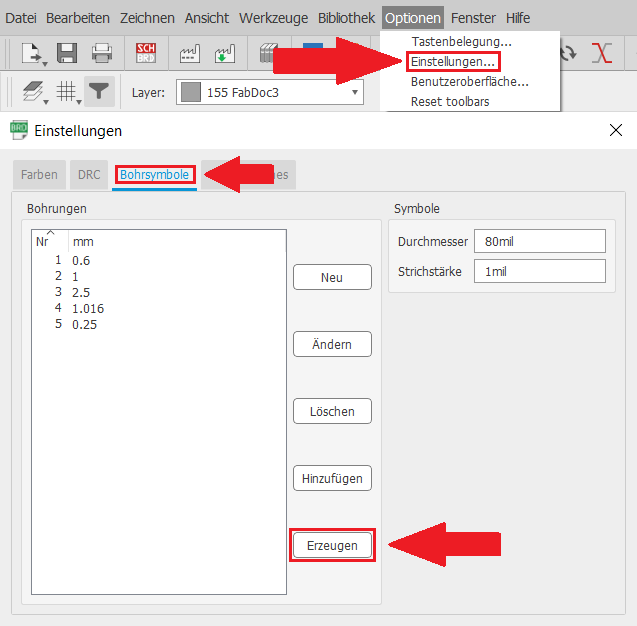 Datei Bearbeiten Zeichnen Ansicht Werkzeuge Bibliothek Optionen Fenster Hilfe
SCH
BRD
Tastenbelegung...
Einstellungen...
Benutzeroberfläche...
Reset toolbars
Layer: 155 FabDoc3
BRD Einstellungen
Farben DRC Bohrsymbole
Bohrungen
Symbole
Nr mm
1 0.6
2 1
3 2.5
4 1.016
5 0.25
Neu
Ändern
Löschen
Hinzufügen
Erzeugen
Durchmesser 80mil
Strichstärke 1mil